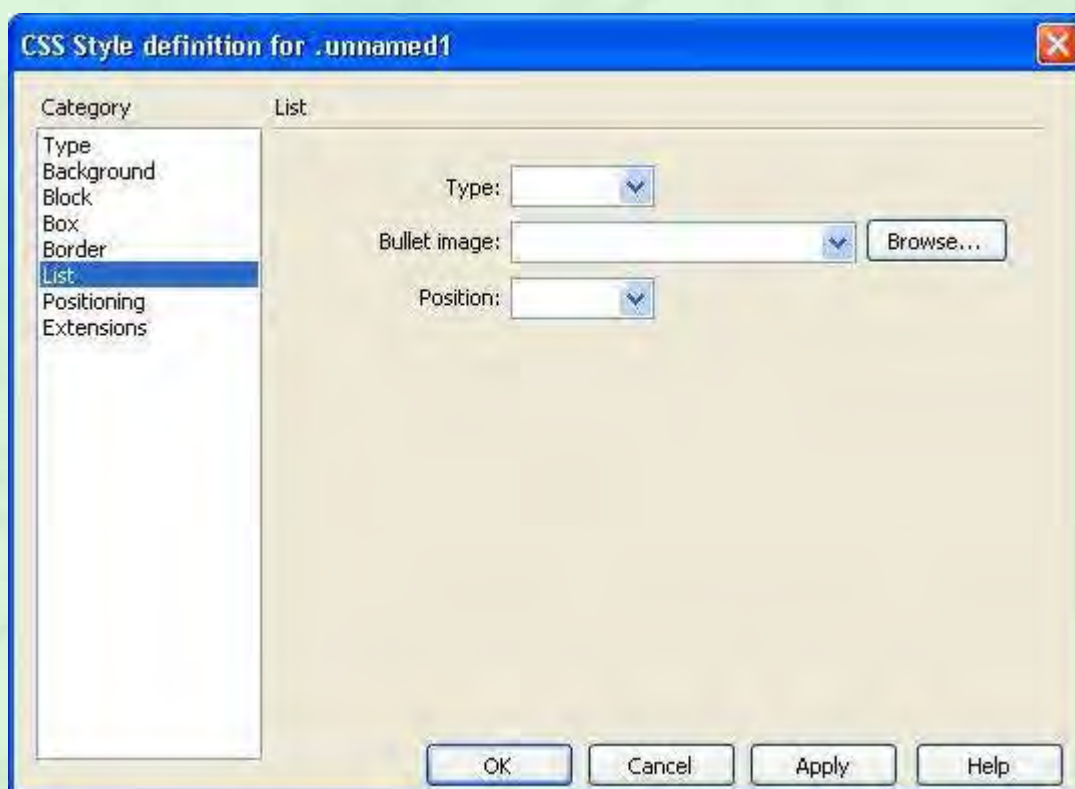 CSS Style definition for .unnamed1
Category
List
Type
Background
Block
Box
Border
List
Positioning
Extensions
Type:
Bullet image:
Browse...
Position:
OK
Cancel
Apply
Help